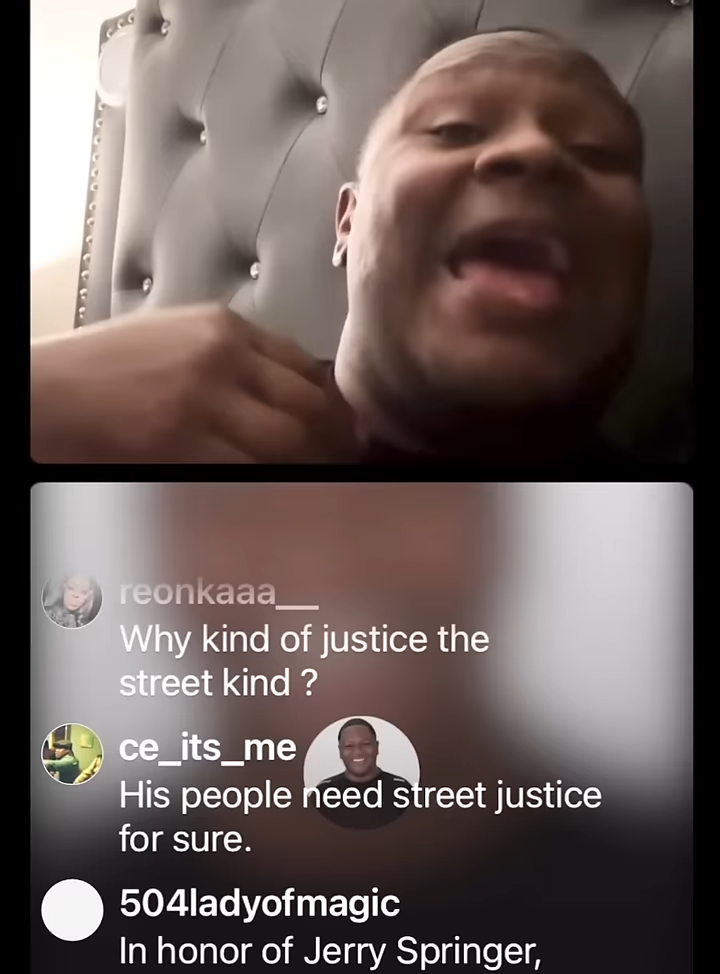 reonkaaa__
Why kind of justice the
street kind ?
ce_its_me
His people need street justice
for sure.
504ladyofmagic
In honor of Jerry Springer,